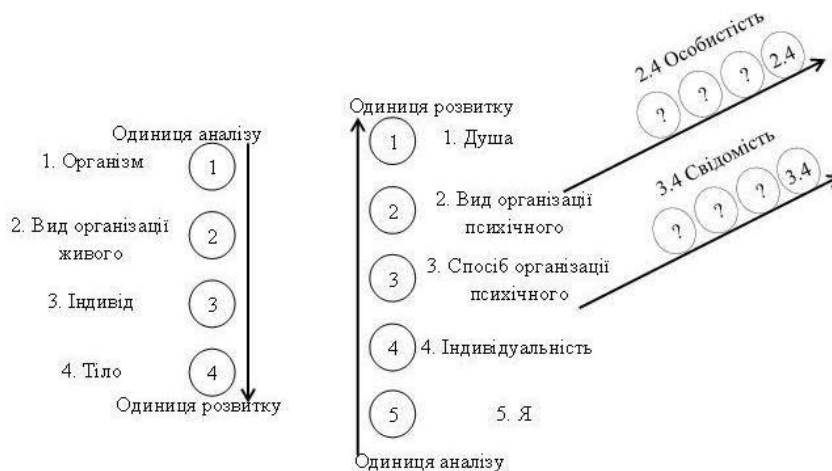 Одиниця аналізу
1. Організм
1
2. Вид організації
живого
2
3. Індивід
3
4. Тіло
4
Одиниця розвитку
Одиниця розвитку
1
1. Душа
2
2. Вид організації
психічного
3
3. Спосіб організації
психічного
4
4. Індивідуальність
5
5. Я
Одиниця аналізу
2.4 Особистість
? ? ? 2.4
3.4 Свідомість
? ? ? 3.4